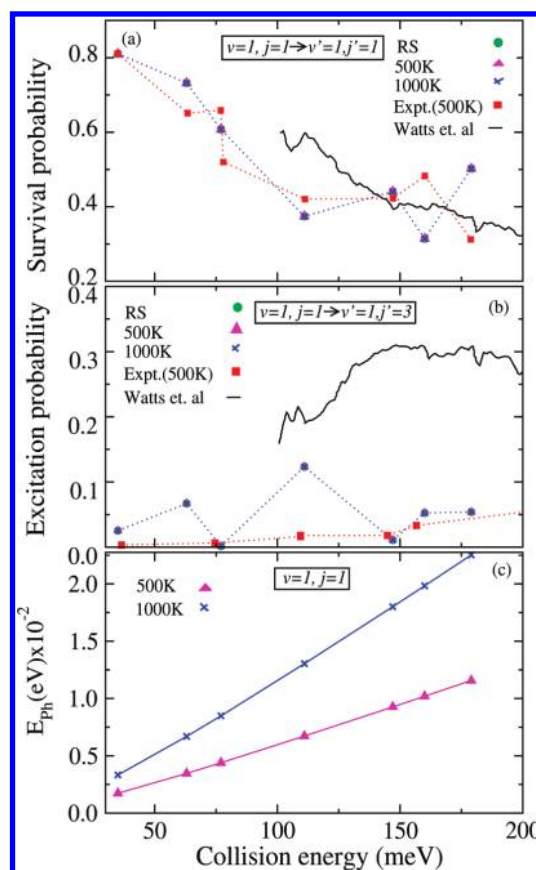 (a)
v=1, j=1→v'=1,j'=1
RS
500K
1000K
Expt.(500K)
Watts et. al
0.8
0.6
0.4
0.2
Survival probability
(b)
v=1, j=1→v'=1,j'=3
RS
500K
1000K
Expt.(500K)
Watts et. al
0.4
0.3
0.2
0.1
0.0
Excitation probability
(c)
v=1, j=1
500K
1000K
2.0
1.5
1.0
0.5
0.0
E_Ph(eV)x10^-2
50 100 150 200
Collision energy (meV)